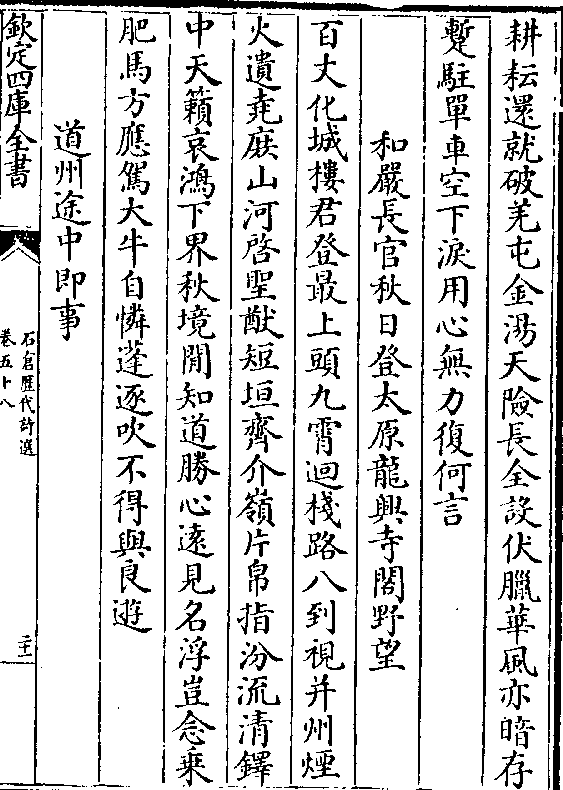 耕耘還就破羌屯金湯天險長全設伏臘華風亦暗存
蹔駐單車空下淚用心無力復何言
和嚴長官秋日登太原龍興寺閣野望
百丈化城樓君登最上頭九霄迴棧路八到視并州煙
火遺尭庻山河啓聖猷短垣齊介嶺片帛指汾流清鐸
中天籟哀鴻下界秋境閒知道勝心逺見名浮豈念乗
肥馬方應駕大牛自憐蓬逐吹不得與良遊
道州途中即事
欽定四庫全書
石倉歷代詩選
卷五十八
二十